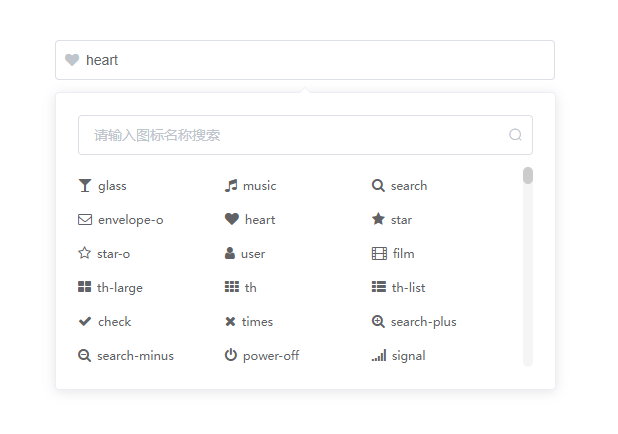 heart
请输入图标名称搜索
glass music search
envelope-o heart star
star-o user film
th-large th th-list
check times search-plus
search-minus power-off signal